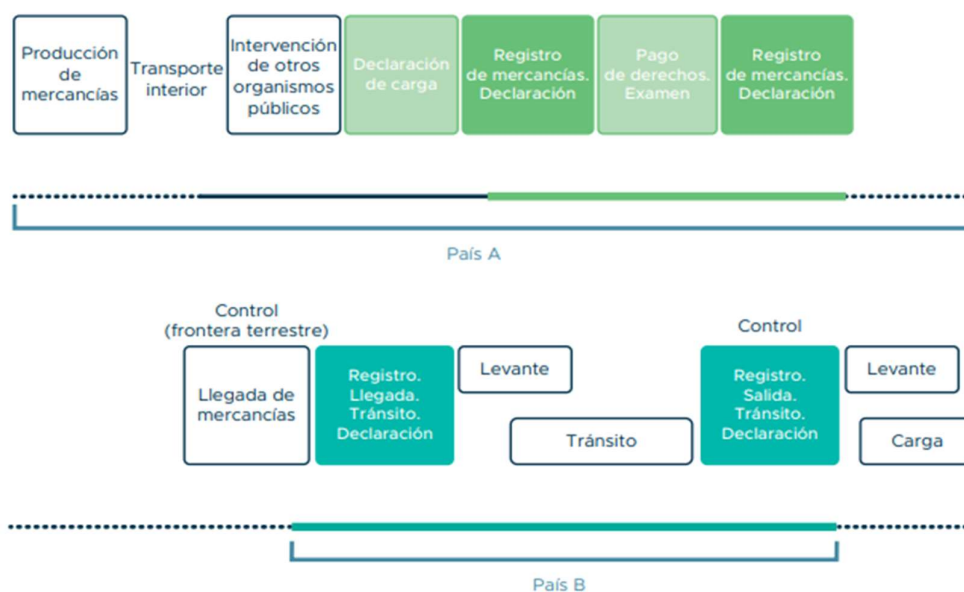 Producción
de
mercancías
Transporte
interior
Intervención
de otros
organismos
públicos
Declaración
de carga
Registro
de mercancías.
Declaración
Pago
de derechos.
Examen
Registro
de mercancías.
Declaración
País A
Control
(frontera terrestre)
Llegada de
mercancías
Registro.
Llegada.
Tránsito.
Declaración
Levante
Tránsito
Control
Registro.
Salida.
Tránsito.
Declaración
Levante
Carga
País B